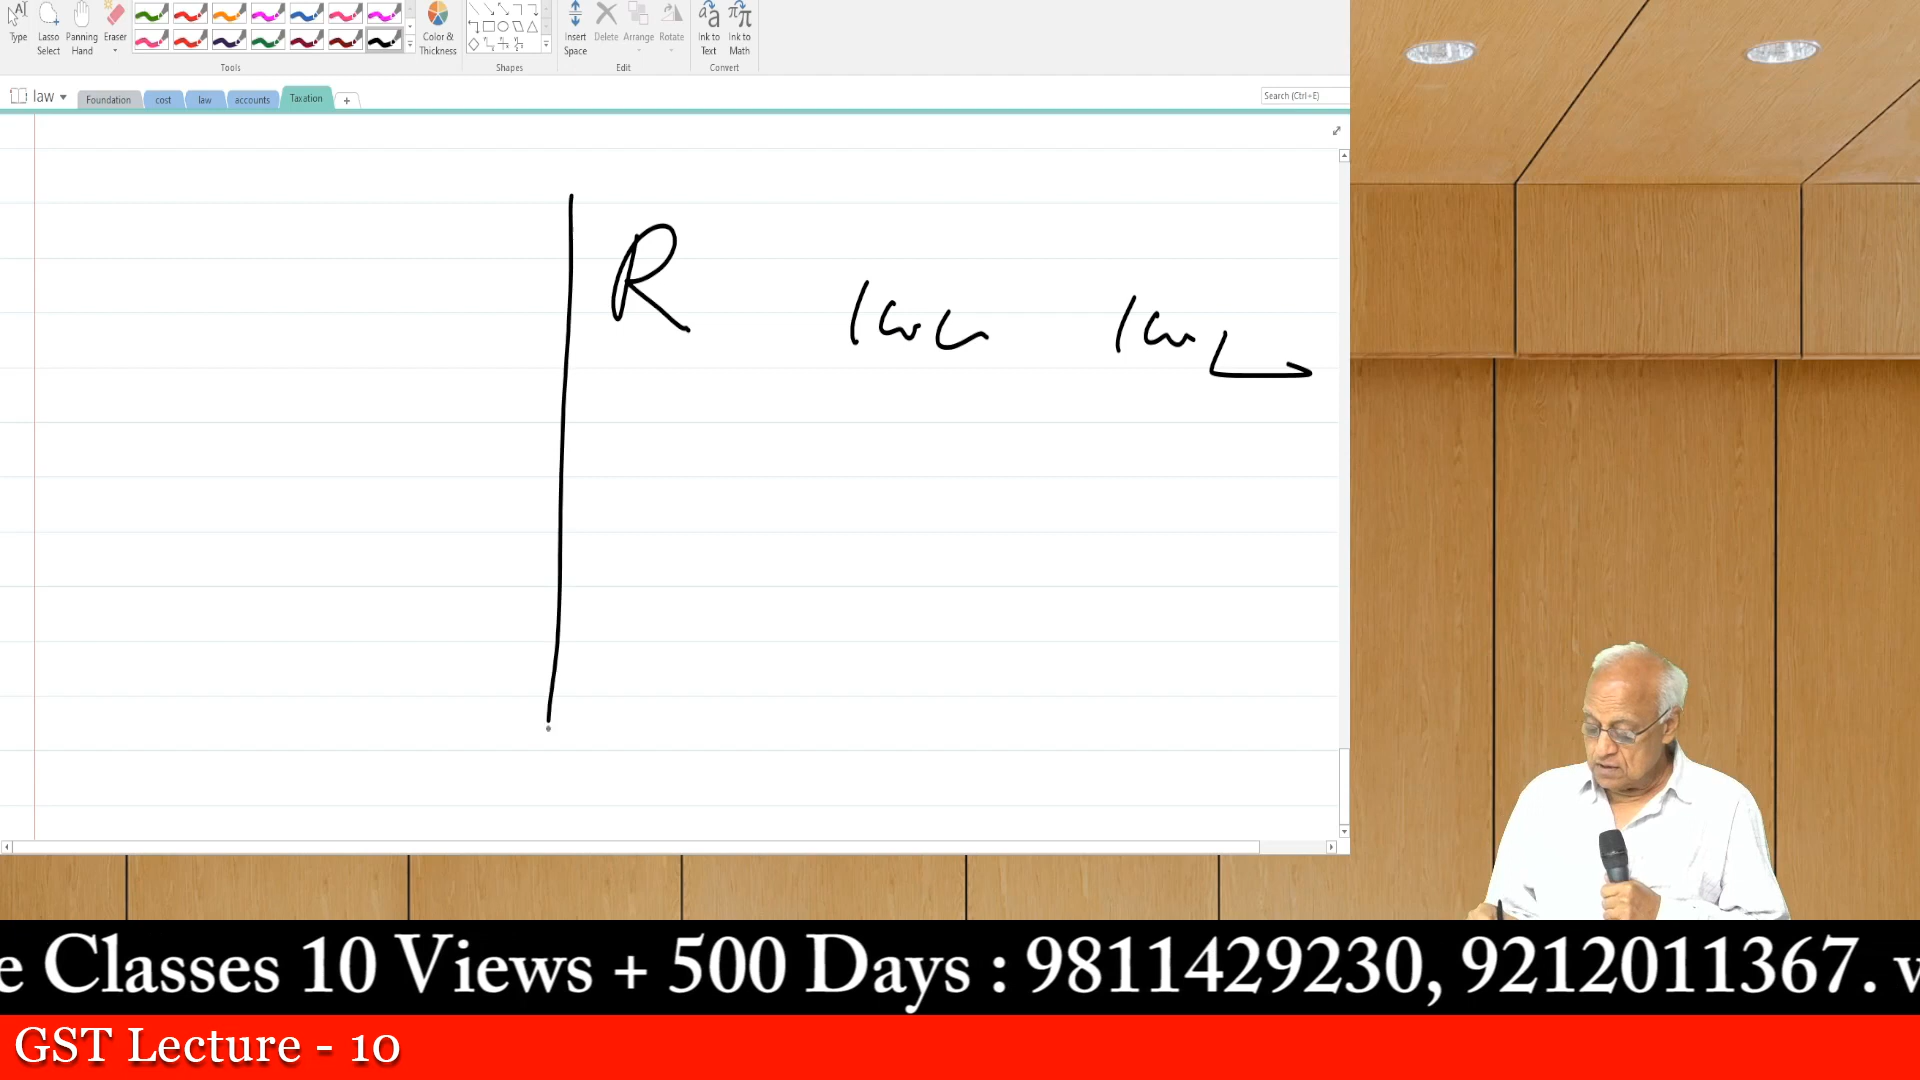 Type Lasso Select Panning Hand Eraser Color & Thickness Insert Space Delete Arrange Rotate Ink to Text Ink to Math
Tools Shapes Edit Convert
law Foundation cost law accounts Taxation + Search (Ctrl+E)
R
e Classes 10 Views + 500 Days : 9811429230, 9212011367. v
GST Lecture - 10